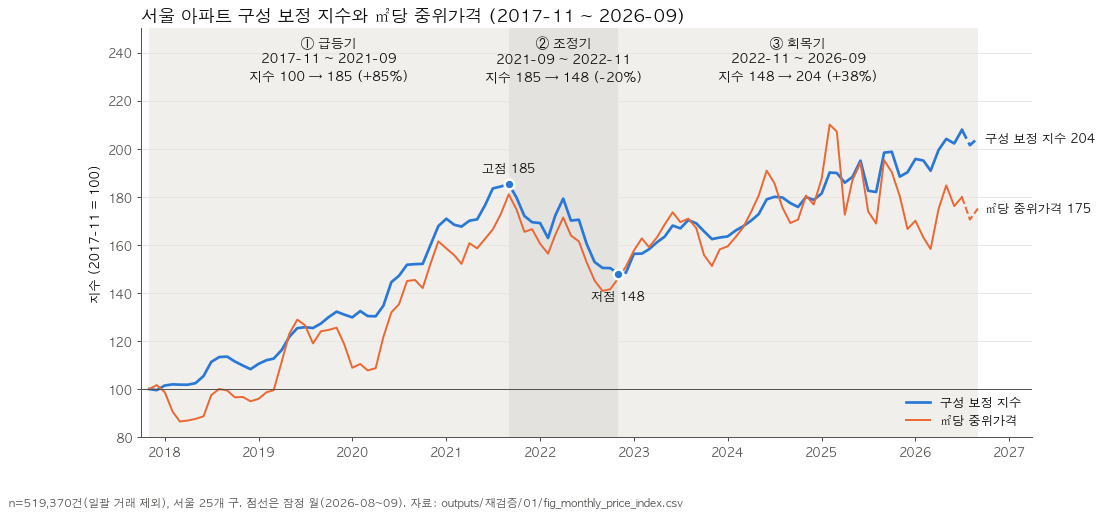 서울 아파트 구성 보정 지수와 ㎡당 중위가격 (2017-11 ~ 2026-09)
① 급등기
2017-11 ~ 2021-09
지수 100 → 185 (+85%)
② 조정기
2021-09 ~ 2022-11
지수 185 → 148 (-20%)
③ 회복기
2022-11 ~ 2026-09
지수 148 → 204 (+38%)
지수 (2017-11 = 100)
240
220
200
180
160
140
120
100
80
고점 185
저점 148
구성 보정 지수 204
㎡당 중위가격 175
구성 보정 지수
㎡당 중위가격
2018
2019
2020
2021
2022
2023
2024
2025
2026
2027
n=519,370건(일괄 거래 제외), 서울 25개 구. 점선은 잠정 월(2026-08~09). 자료: outputs/재검증/01/fig_monthly_price_index.csv